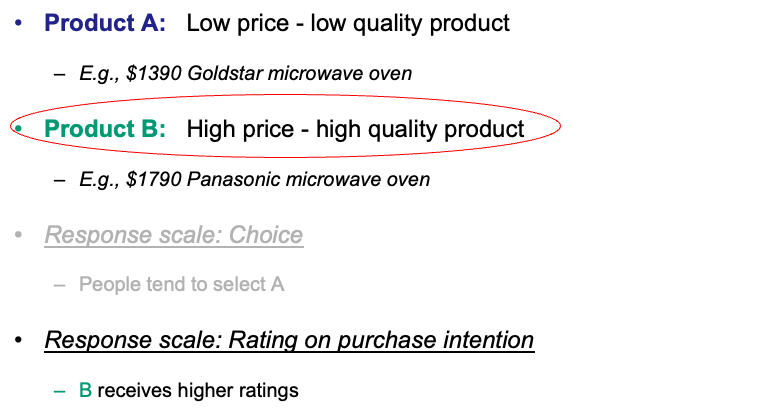 • Product A: Low price - low quality product
– E.g., $1390 Goldstar microwave oven
• Product B: High price - high quality product
– E.g., $1790 Panasonic microwave oven
• Response scale: Choice
– People tend to select A
• Response scale: Rating on purchase intention
– B receives higher ratings